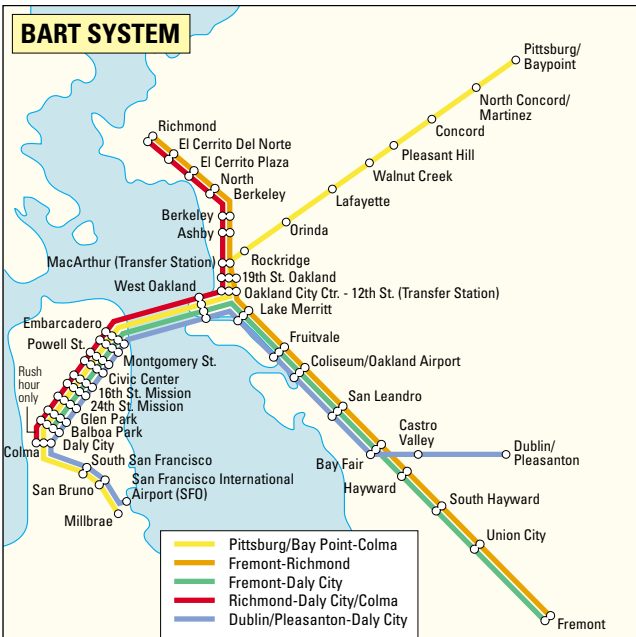 BART SYSTEM
Pittsburg/
Baypoint
North Concord/
Martinez
Concord
Pleasant Hill
Walnut Creek
Lafayette
Orinda
Rockridge
Richmond
El Cerrito Del Norte
El Cerrito Plaza
North
Berkeley
Berkeley
Ashby
MacArthur (Transfer Station)
19th St. Oakland
West Oakland
Oakland City Ctr. - 12th St. (Transfer Station)
Lake Merritt
Embarcadero
Powell St.
Montgomery St.
Civic Center
16th St. Mission
24th St. Mission
Glen Park
Balboa Park
Daly City
Rush
hour
only
Colma
South San Francisco
San Bruno
San Francisco International
Airport (SFO)
Millbrae
Fruitvale
Coliseum/Oakland Airport
San Leandro
Castro
Valley
Bay Fair
Dublin/
Pleasanton
Hayward
South Hayward
Union City
Fremont
Pittsburg/Bay Point-Colma
Fremont-Richmond
Fremont-Daly City
Richmond-Daly City/Colma
Dublin/Pleasanton-Daly City